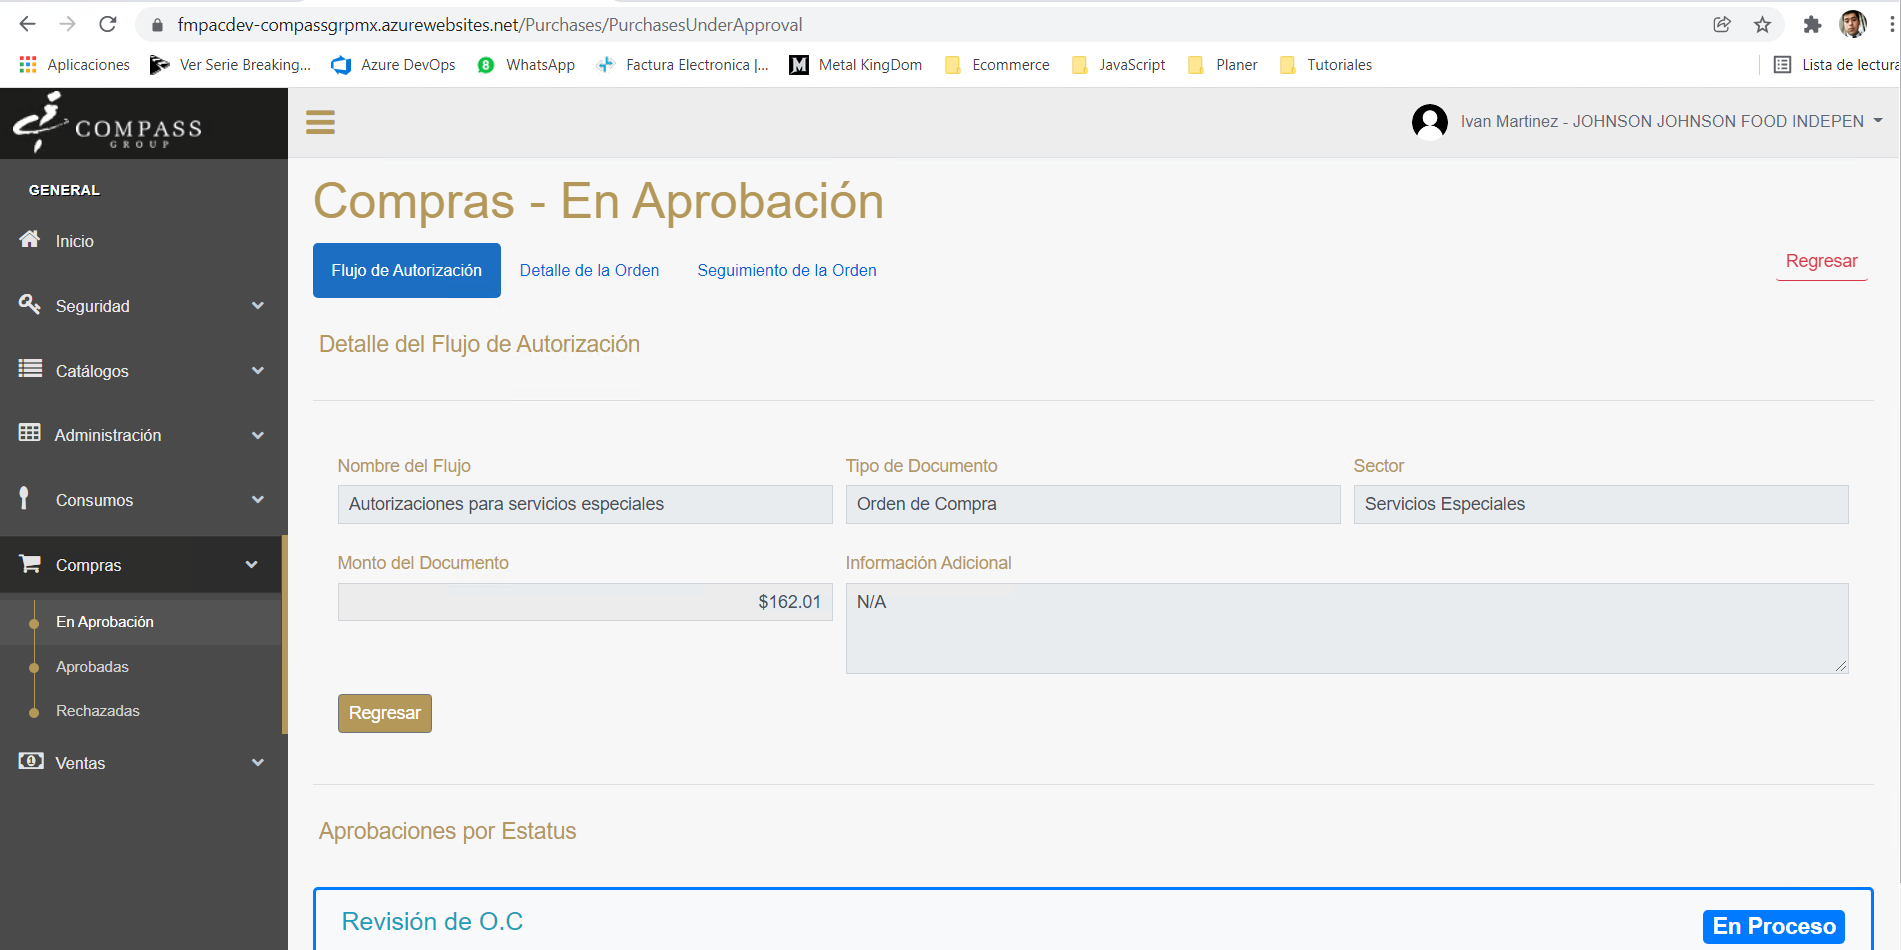 fmpacdev-compassgrpmx.azurewebsites.net/Purchases/PurchasesUnderApproval
Aplicaciones
Ver Serie Breaking...
Azure DevOps
8
WhatsApp
Factura Electronica |...
M
Metal KingDom
Ecommerce
JavaScript
Planer
Tutoriales
Lista de lectura
COMPASS
GROUP
Ivan Martinez - JOHNSON JOHNSON FOOD INDEPEN
GENERAL
Inicio
Seguridad
Catálogos
Administración
Consumos
Compras
En Aprobación
Aprobadas
Rechazadas
Ventas
Compras - En Aprobación
Flujo de Autorización
Detalle de la Orden
Seguimiento de la Orden
Regresar
Detalle del Flujo de Autorización
Nombre del Flujo
Tipo de Documento
Sector
Autorizaciones para servicios especiales
Orden de Compra
Servicios Especiales
Monto del Documento
Información Adicional
$162.01
N/A
Regresar
Aprobaciones por Estatus
Revisión de O.C
En Proceso